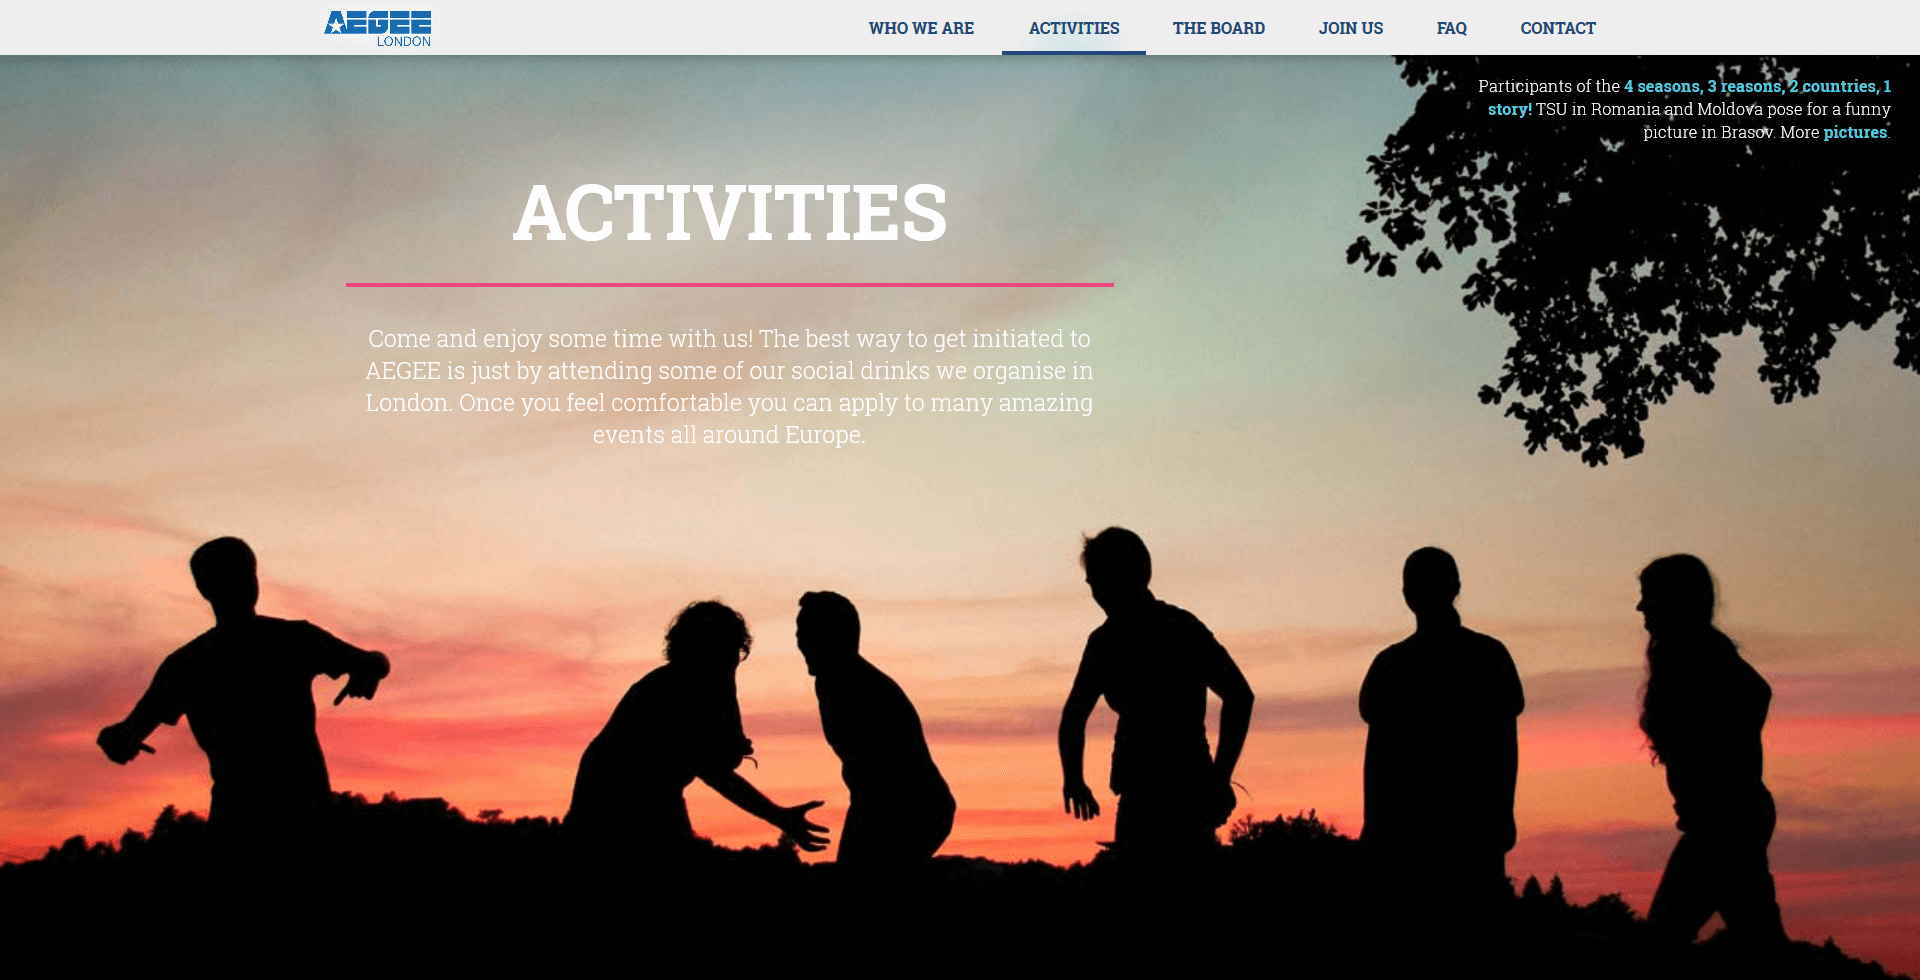 AEGEE
LONDON
WHO WE ARE
ACTIVITIES
THE BOARD
JOIN US
FAQ
CONTACT
Participants of the 4 seasons, 3 reasons, 2 countries, 1
story! TSU in Romania and Moldova pose for a funny
picture in Brasov. More pictures.
ACTIVITIES
Come and enjoy some time with us! The best way to get initiated to
AEGEE is just by attending some of our social drinks we organise in
London. Once you feel comfortable you can apply to many amazing
events all around Europe.